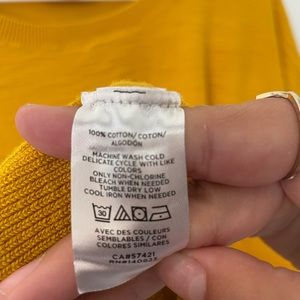 100% COTTON/COTON/
ALGODÓN
MACHINE WASH COLD
DELICATE CYCLE WITH LIKE
COLORS
ONLY NON-CHLORINE
BLEACH WHEN NEEDED
TUMBLE DRY LOW
COOL IRON WHEN NEEDED
30
AVEC DES COULEURS
SEMBLABLES / CON
COLORES SIMILARES
CA#57421